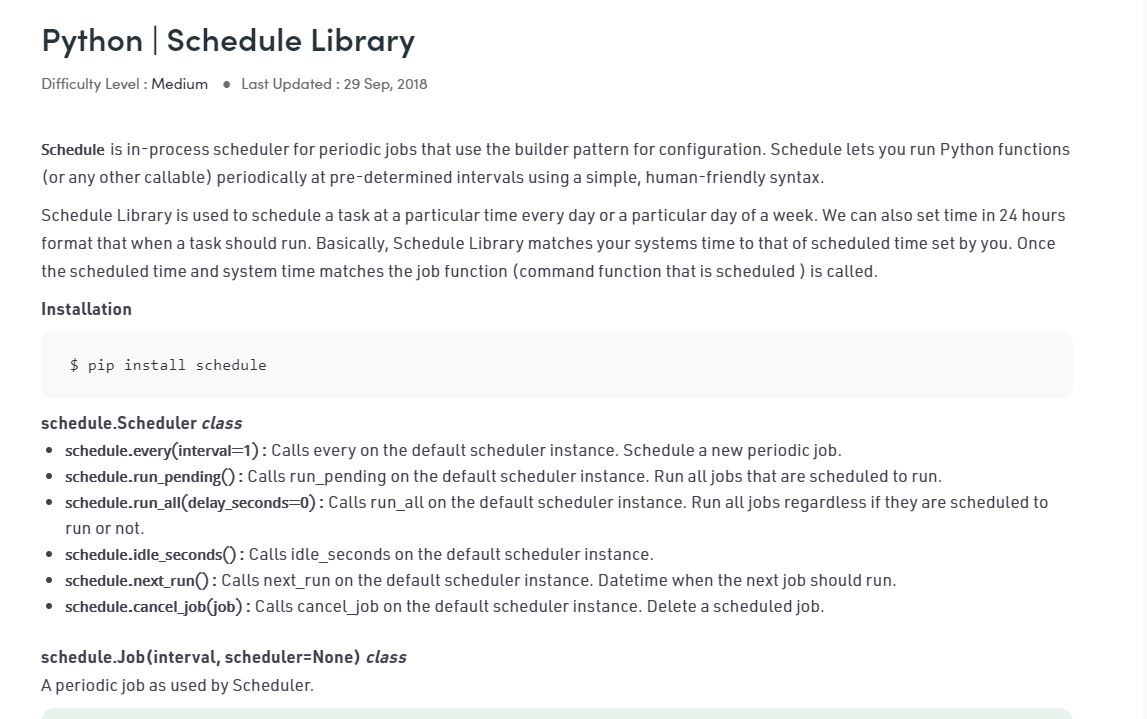 Python | Schedule Library
Difficulty Level : Medium ● Last Updated : 29 Sep, 2018
Schedule is in-process scheduler for periodic jobs that use the builder pattern for configuration. Schedule lets you run Python functions
(or any other callable) periodically at pre-determined intervals using a simple, human-friendly syntax.
Schedule Library is used to schedule a task at a particular time every day or a particular day of a week. We can also set time in 24 hours
format that when a task should run. Basically, Schedule Library matches your systems time to that of scheduled time set by you. Once
the scheduled time and system time matches the job function (command function that is scheduled ) is called.
Installation
$ pip install schedule
schedule.Scheduler class
• schedule.every(interval=1) : Calls every on the default scheduler instance. Schedule a new periodic job.
• schedule.run_pending() : Calls run_pending on the default scheduler instance. Run all jobs that are scheduled to run.
• schedule.run_all(delay_seconds=0) : Calls run_all on the default scheduler instance. Run all jobs regardless if they are scheduled to
run or not.
• schedule.idle_seconds() : Calls idle_seconds on the default scheduler instance.
• schedule.next_run() : Calls next_run on the default scheduler instance. Datetime when the next job should run.
• schedule.cancel_job(job) : Calls cancel_job on the default scheduler instance. Delete a scheduled job.
schedule.Job(interval, scheduler=None) class
A periodic job as used by Scheduler.